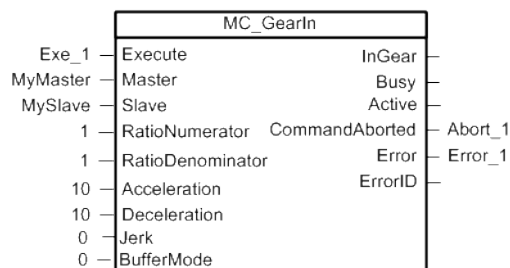 MC_GearIn
Exe_1 Execute InGear
MyMaster Master Busy
MySlave Slave Active
1 RatioNumerator CommandAborted Abort_1
1 RatioDenominator Error Error_1
10 Acceleration ErrorID
10 Deceleration
0 Jerk
0 BufferMode